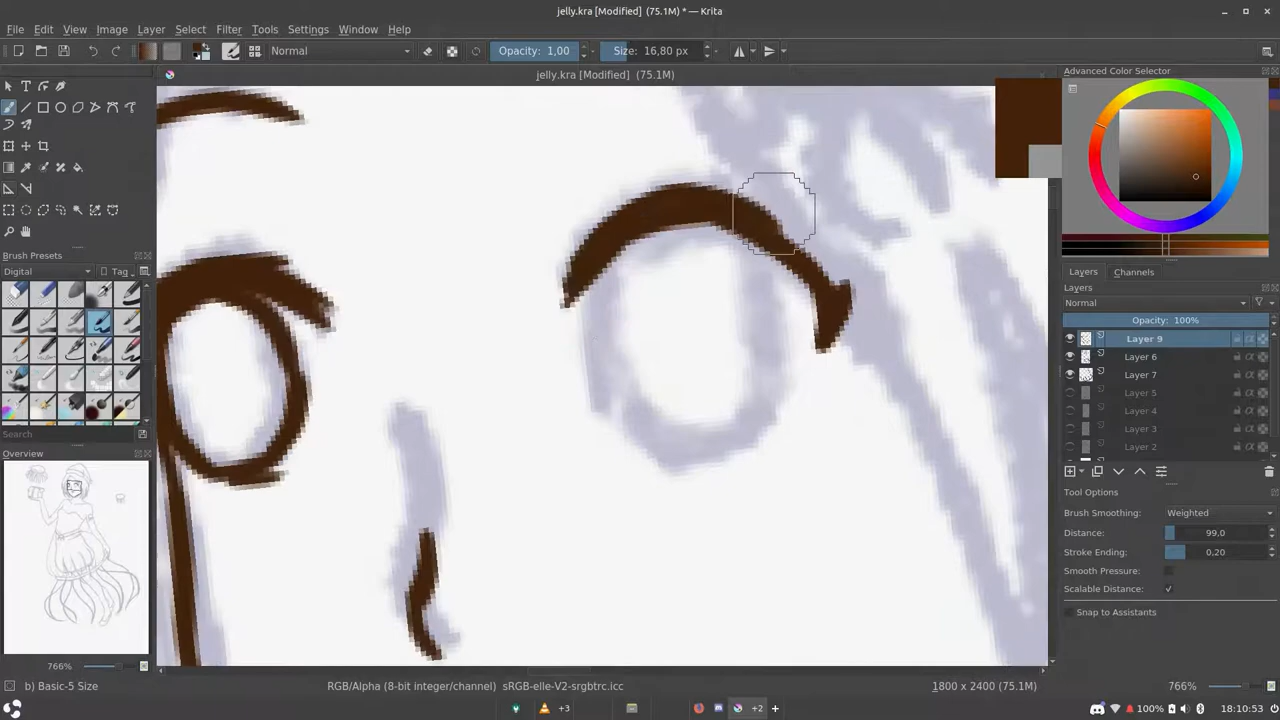 jelly.kra [Modified] (75.1M) * — Krita
File Edit View Image Layer Select Filter Tools Settings Window Help
Normal
Opacity: 1,00
Size: 16,80 px
jelly.kra [Modified] (75.1M)
Advanced Color Selector
Brush Presets
Digital
Tag
Search
Overview
766%
Layers Channels
Layers
Normal
Opacity: 100%
Layer 9
Layer 6
Layer 7
Layer 5
Layer 4
Layer 3
Layer 2
Tool Options
Brush Smoothing: Weighted
Distance: 99,0
Stroke Ending: 0,20
Smooth Pressure:
Scalable Distance:
Snap to Assistants
b) Basic-5 Size
RGB/Alpha (8-bit integer/channel) sRGB-elle-V2-srgbtrc.icc
1800 x 2400 (75.1M)
766%
+3
+2
100%
18:10:53